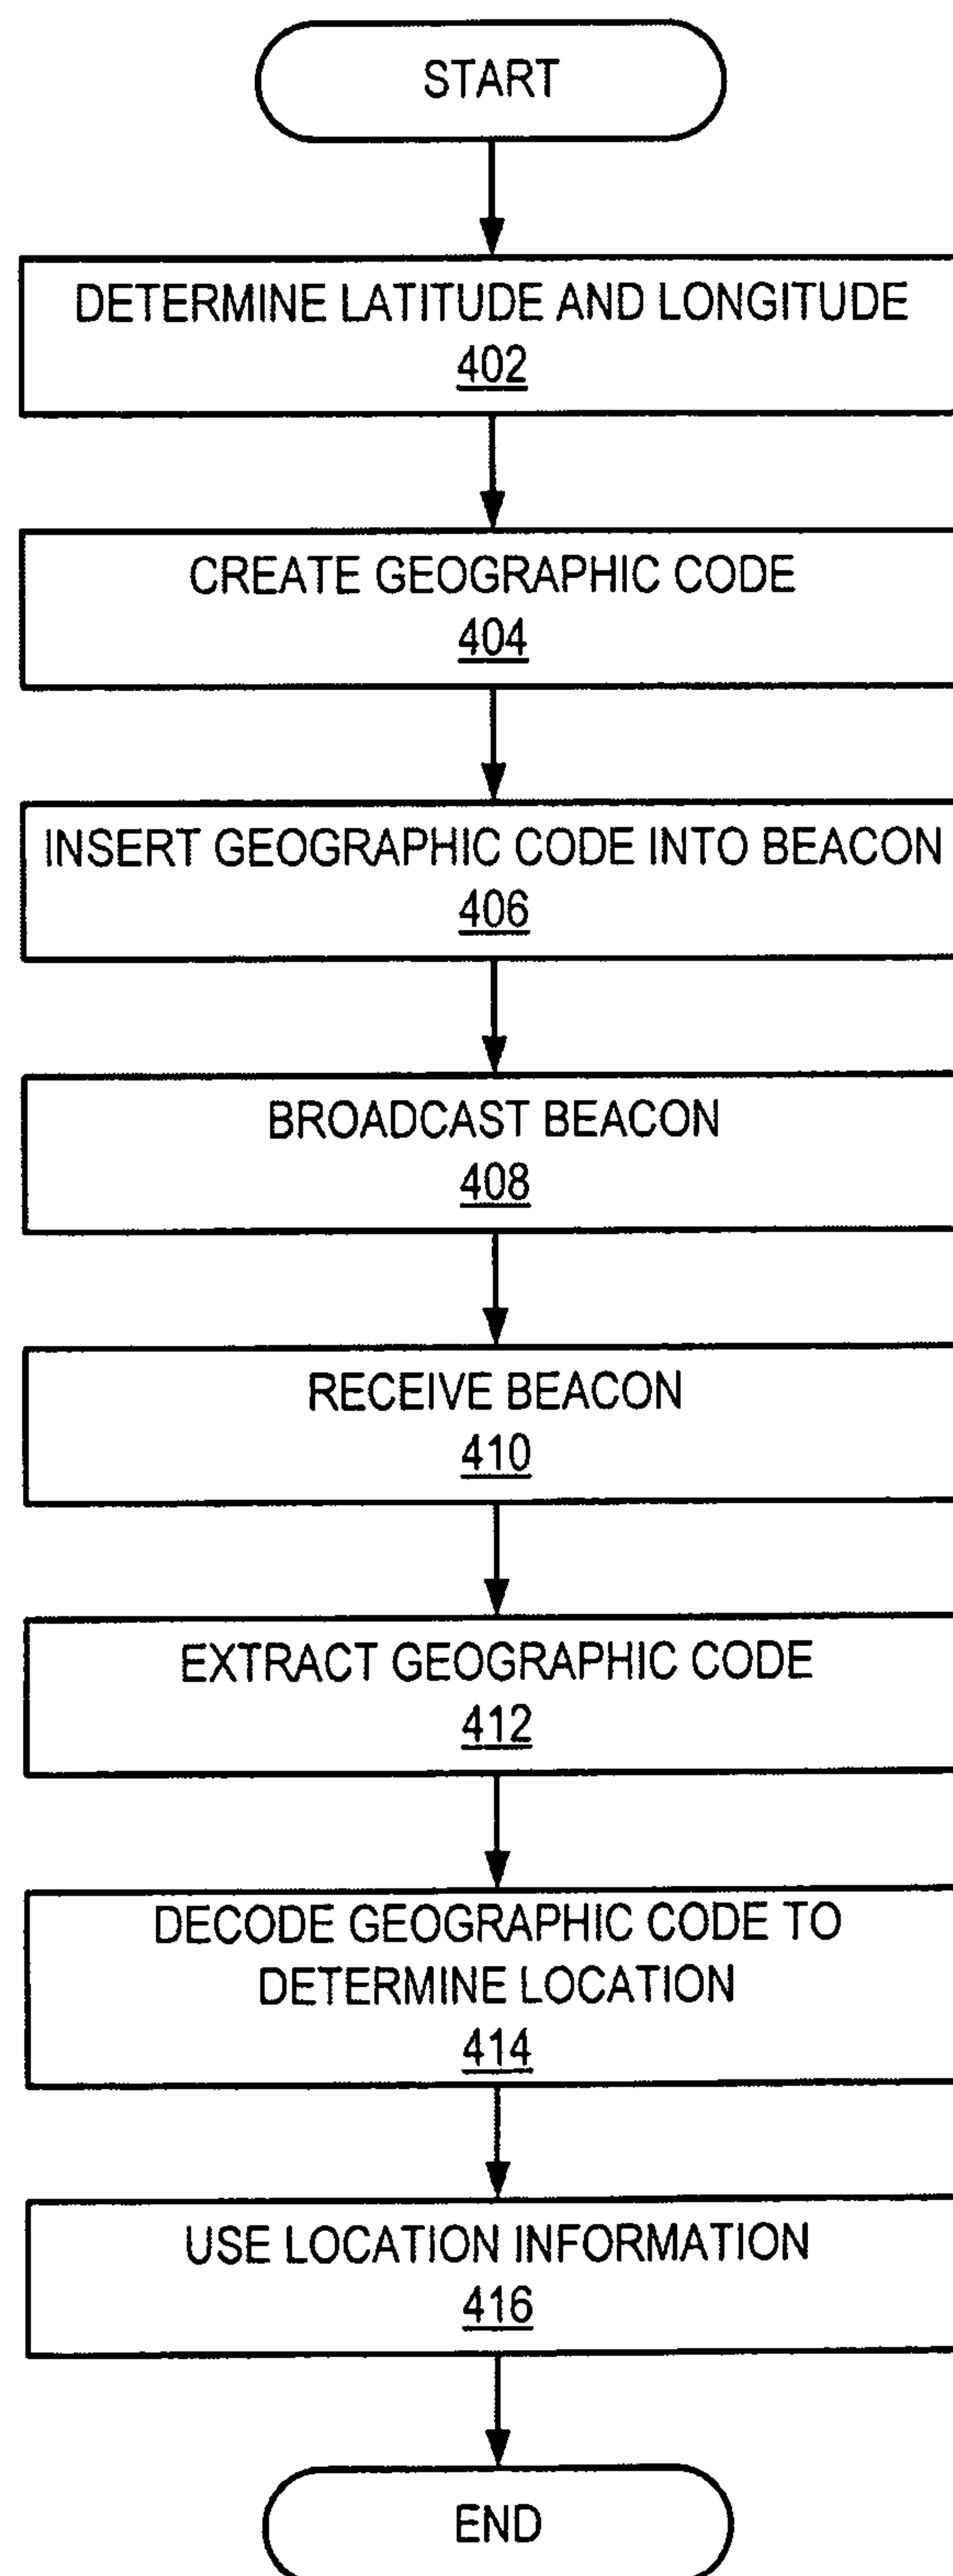 START
DETERMINE LATITUDE AND LONGITUDE
402
CREATE GEOGRAPHIC CODE
404
INSERT GEOGRAPHIC CODE INTO BEACON
406
BROADCAST BEACON
408
RECEIVE BEACON
410
EXTRACT GEOGRAPHIC CODE
412
DECODE GEOGRAPHIC CODE TO
DETERMINE LOCATION
414
USE LOCATION INFORMATION
416
END